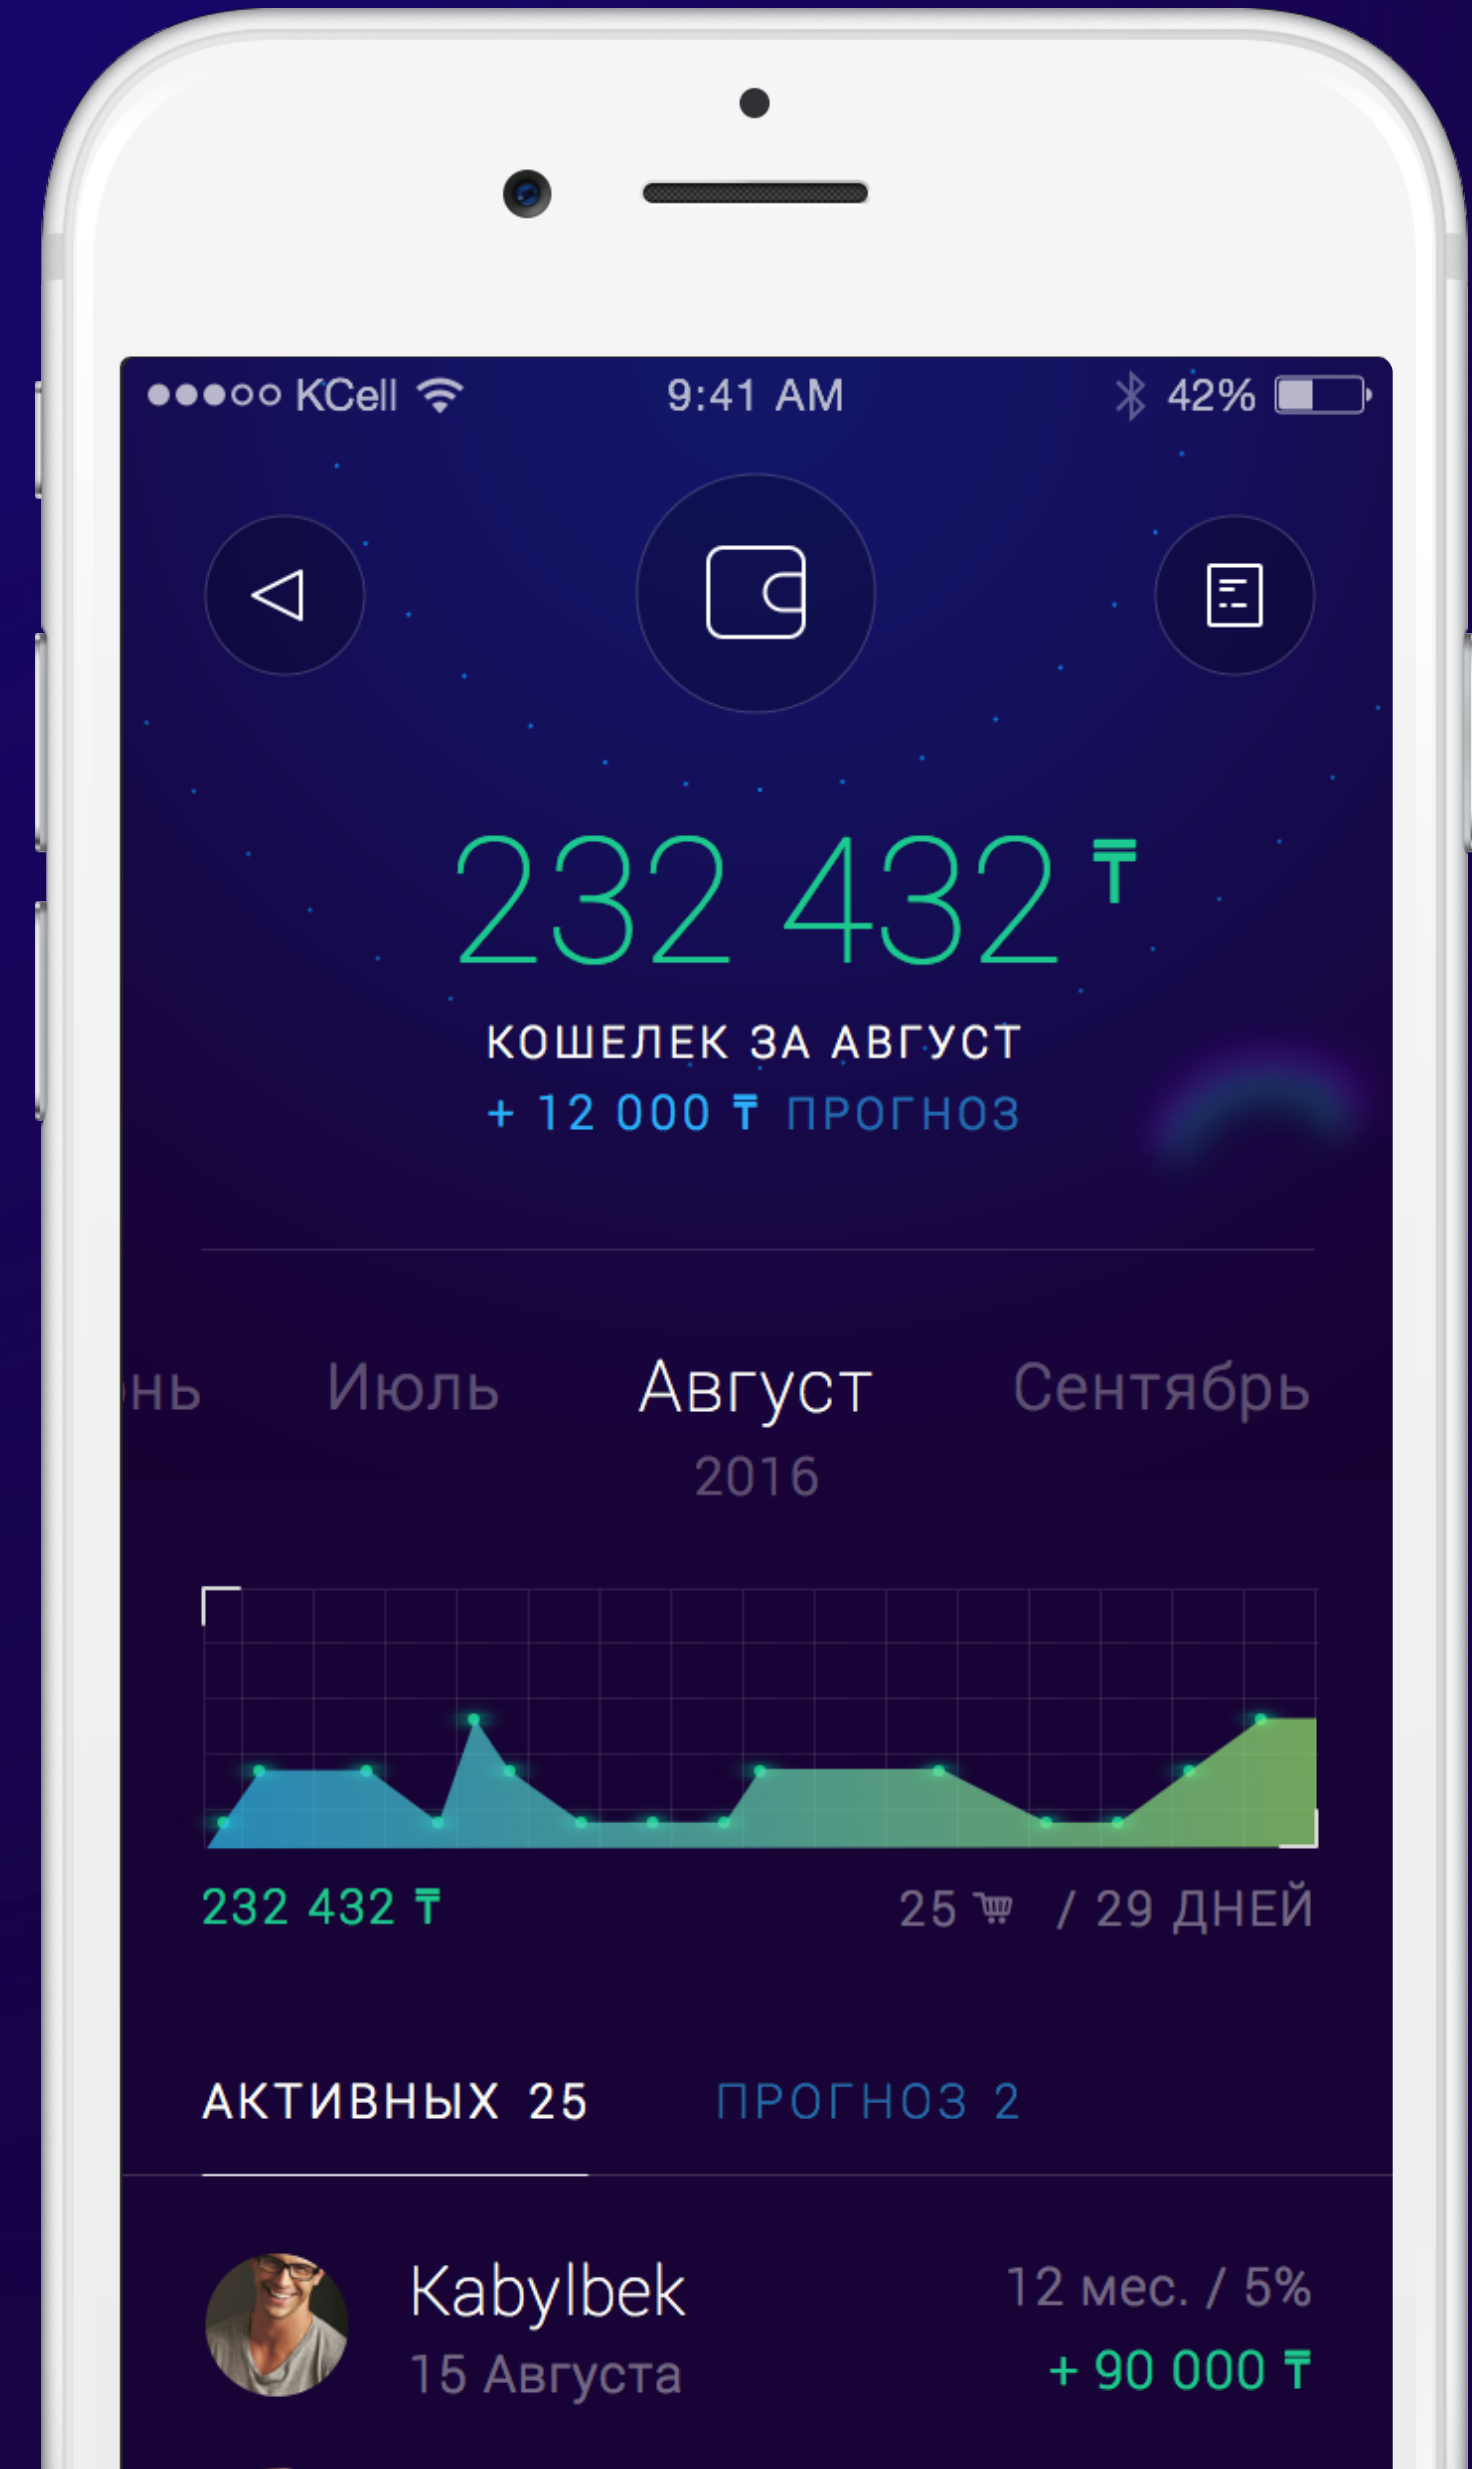 KCell 9:41 AM 42%
232 432 ₸
КОШЕЛЕК ЗА АВГУСТ
+ 12 000 ₸ ПРОГНОЗ
нь Июль Август Сентябрь
2016
232 432 ₸ 25 / 29 ДНЕЙ
АКТИВНЫХ 25 ПРОГНОЗ 2
Kabylbek 12 мес. / 5%
15 Августа + 90 000 ₸